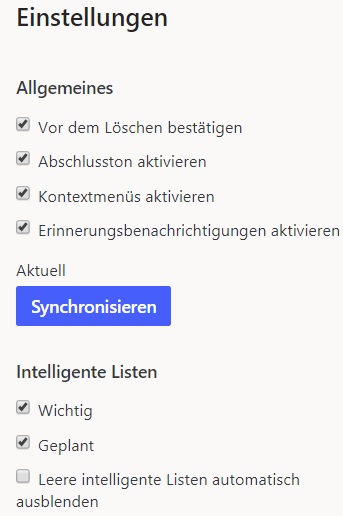 Einstellungen
Allgemeines
Vor dem Löschen bestätigen
Abschlusston aktivieren
Kontextmenüs aktivieren
Erinnerungsbenachrichtigungen aktivieren
Aktuell
Synchronisieren
Intelligente Listen
Wichtig
Geplant
Leere intelligente Listen automatisch
ausblenden